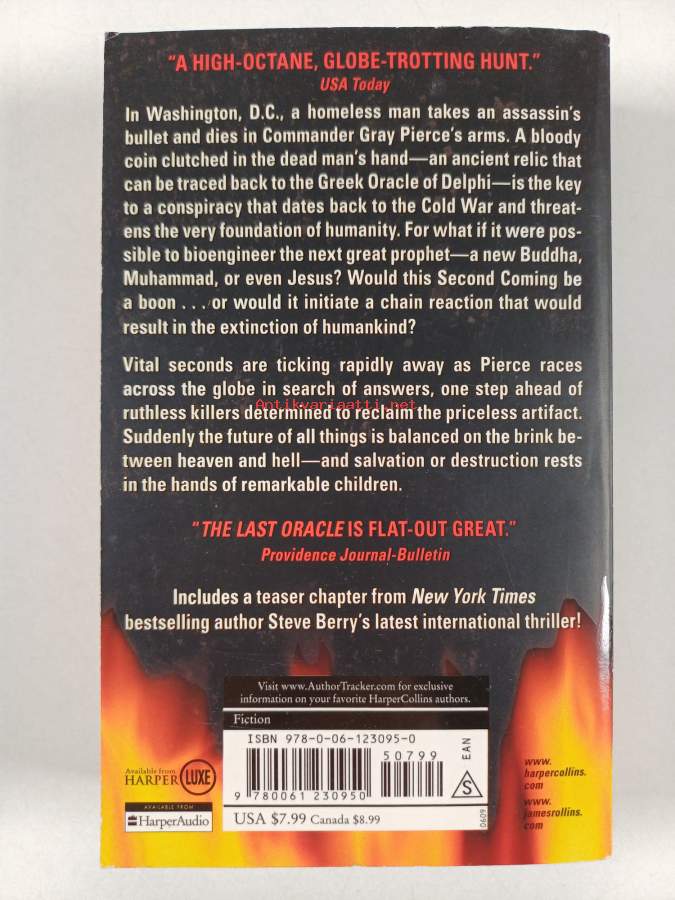 "A HIGH-OCTANE, GLOBE-TROTTING HUNT."
USA Today
In Washington, D.C., a homeless man takes an assassin's
bullet and dies in Commander Gray Pierce's arms. A bloody
coin clutched in the dead man's hand—an ancient relic that
can be traced back to the Greek Oracle of Delphi—is the key
to a conspiracy that dates back to the Cold War and threat-
ens the very foundation of humanity. For what if it were pos-
sible to bioengineer the next great prophet—a new Buddha,
Muhammad, or even Jesus? Would this Second Coming be
a boon . . . or would it initiate a chain reaction that would
result in the extinction of humankind?
Vital seconds are ticking rapidly away as Pierce races
across the globe in search of answers, one step ahead of
Antikvariaatti.net
ruthless killers determined to reclaim the priceless artifact.
Suddenly the future of all things is balanced on the brink be-
tween heaven and hell—and salvation or destruction rests
in the hands of remarkable children.
"THE LAST ORACLE IS FLAT-OUT GREAT."
Providence Journal-Bulletin
Includes a teaser chapter from New York Times
bestselling author Steve Berry's latest international thriller!
Visit www.AuthorTracker.com for exclusive
information on your favorite HarperCollins authors.
Fiction
ISBN 978-0-06-123095-0
50799
EAN
S
9 780061 230950
USA $7.99 Canada $8.99
0609
Available from
HARPER LUXE
AVAILABLE FROM
HarperAudio
www.
harpercollins.
com
www.
jamesrollins.
com